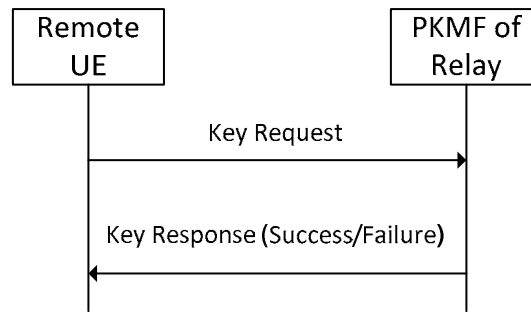 Remote
UE
PKMF of
Relay
Key Request
Key Response (Success/Failure)